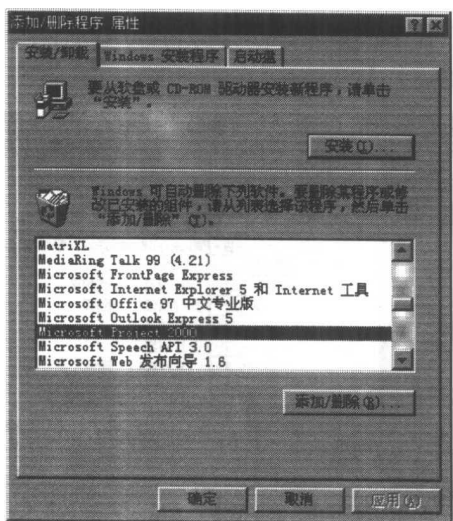 添加/删除程序 属性
安装/卸载
Windows 安装程序
启动盘
要从软盘或 CD-ROM 驱动器安装新程序，请单击
“安装”。
安装(I)...
Windows 可自动删除下列软件。要删除某程序或修
改已安装的组件，请从列表选择该程序，然后单击
“添加/删除”(T)。
MatriXL
MediaRing Talk 99 (4.21)
Microsoft FrontPage Express
Microsoft Internet Explorer 5 和 Internet 工具
Microsoft Office 97 中文专业版
Microsoft Outlook Express 5
Microsoft Project 2000
Microsoft Speech API 3.0
Microsoft Web 发布向导 1.6
添加/删除(R)...
确定
取消
应用(A)